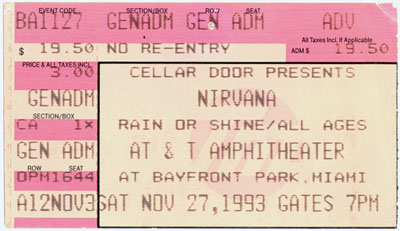 EVENT CODE SECTION/BOX ROW SEAT
BA1127 GENADM GEN ADM ADV
All Taxes Incl. If Applicable
$ 19.50 NO RE-ENTRY A 19.50
PRICE & ALL TAXES INCL.
3.00 CELLAR DOOR PRESENTS
GENADM NIRVANA
SECTION/BOX
CA 1× RAIN OR SHINE/ALL AGES
GEN ADM AT & T AMPHITHEATER
ROW SEAT
OPM1644 AT BAYFRONT PARK, MIAMI
A12NOV3 SAT NOV 27,1993 GATES 7PM